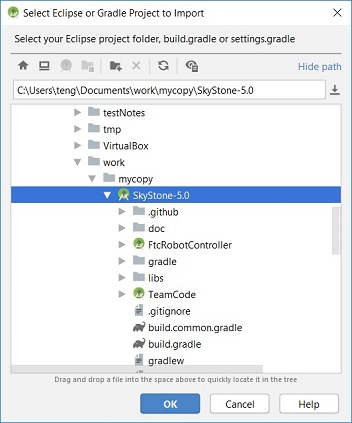 Select Eclipse or Gradle Project to Import
Select your Eclipse project folder, build.gradle or settings.gradle
Hide path
C:\Users\teng\Documents\work\mycopy\SkyStone-5.0
testNotes
tmp
VirtualBox
work
mycopy
SkyStone-5.0
.github
doc
FtcRobotController
gradle
libs
TeamCode
.gitignore
build.common.gradle
build.gradle
gradlew
Drag and drop a file into the space above to quickly locate it in the tree
OK Cancel Help